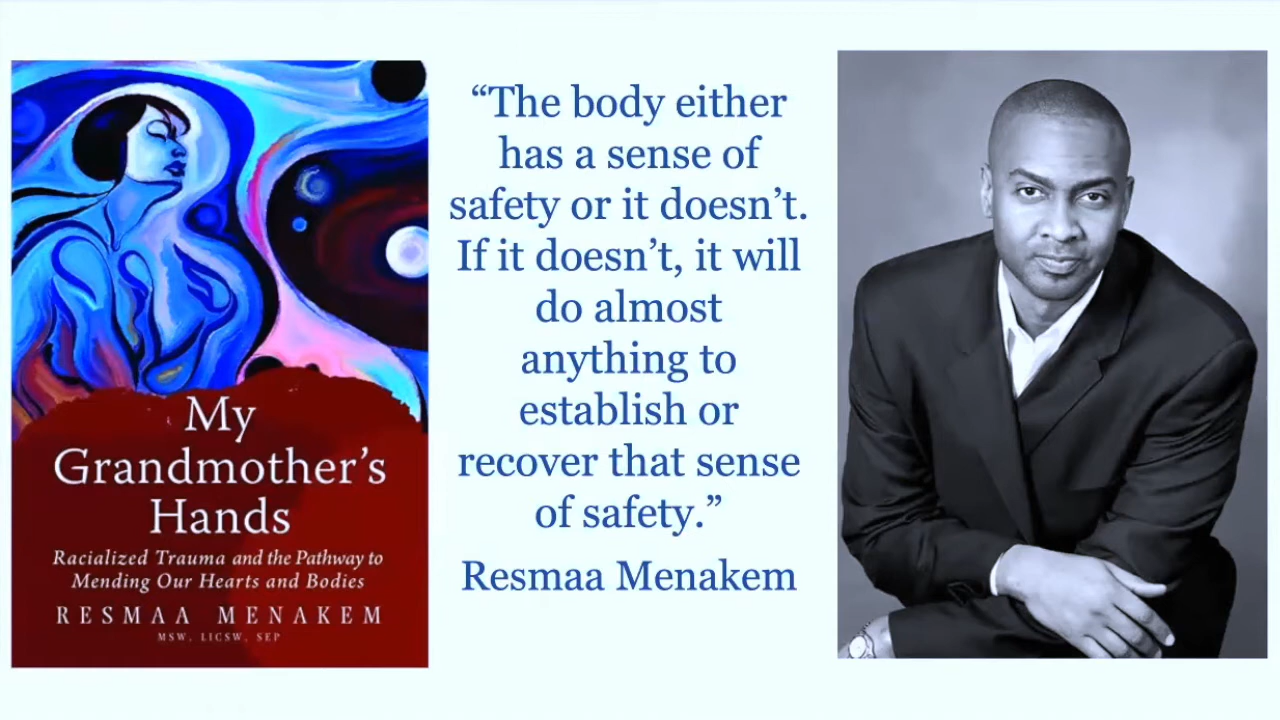 My
Grandmother’s
Hands
Racialized Trauma and the Pathway to
Mending Our Hearts and Bodies
RESMAA MENAKEM
MSW, LICSW, SEP
“The body either
has a sense of
safety or it doesn’t.
If it doesn’t, it will
do almost
anything to
establish or
recover that sense
of safety.”
Resmaa Menakem